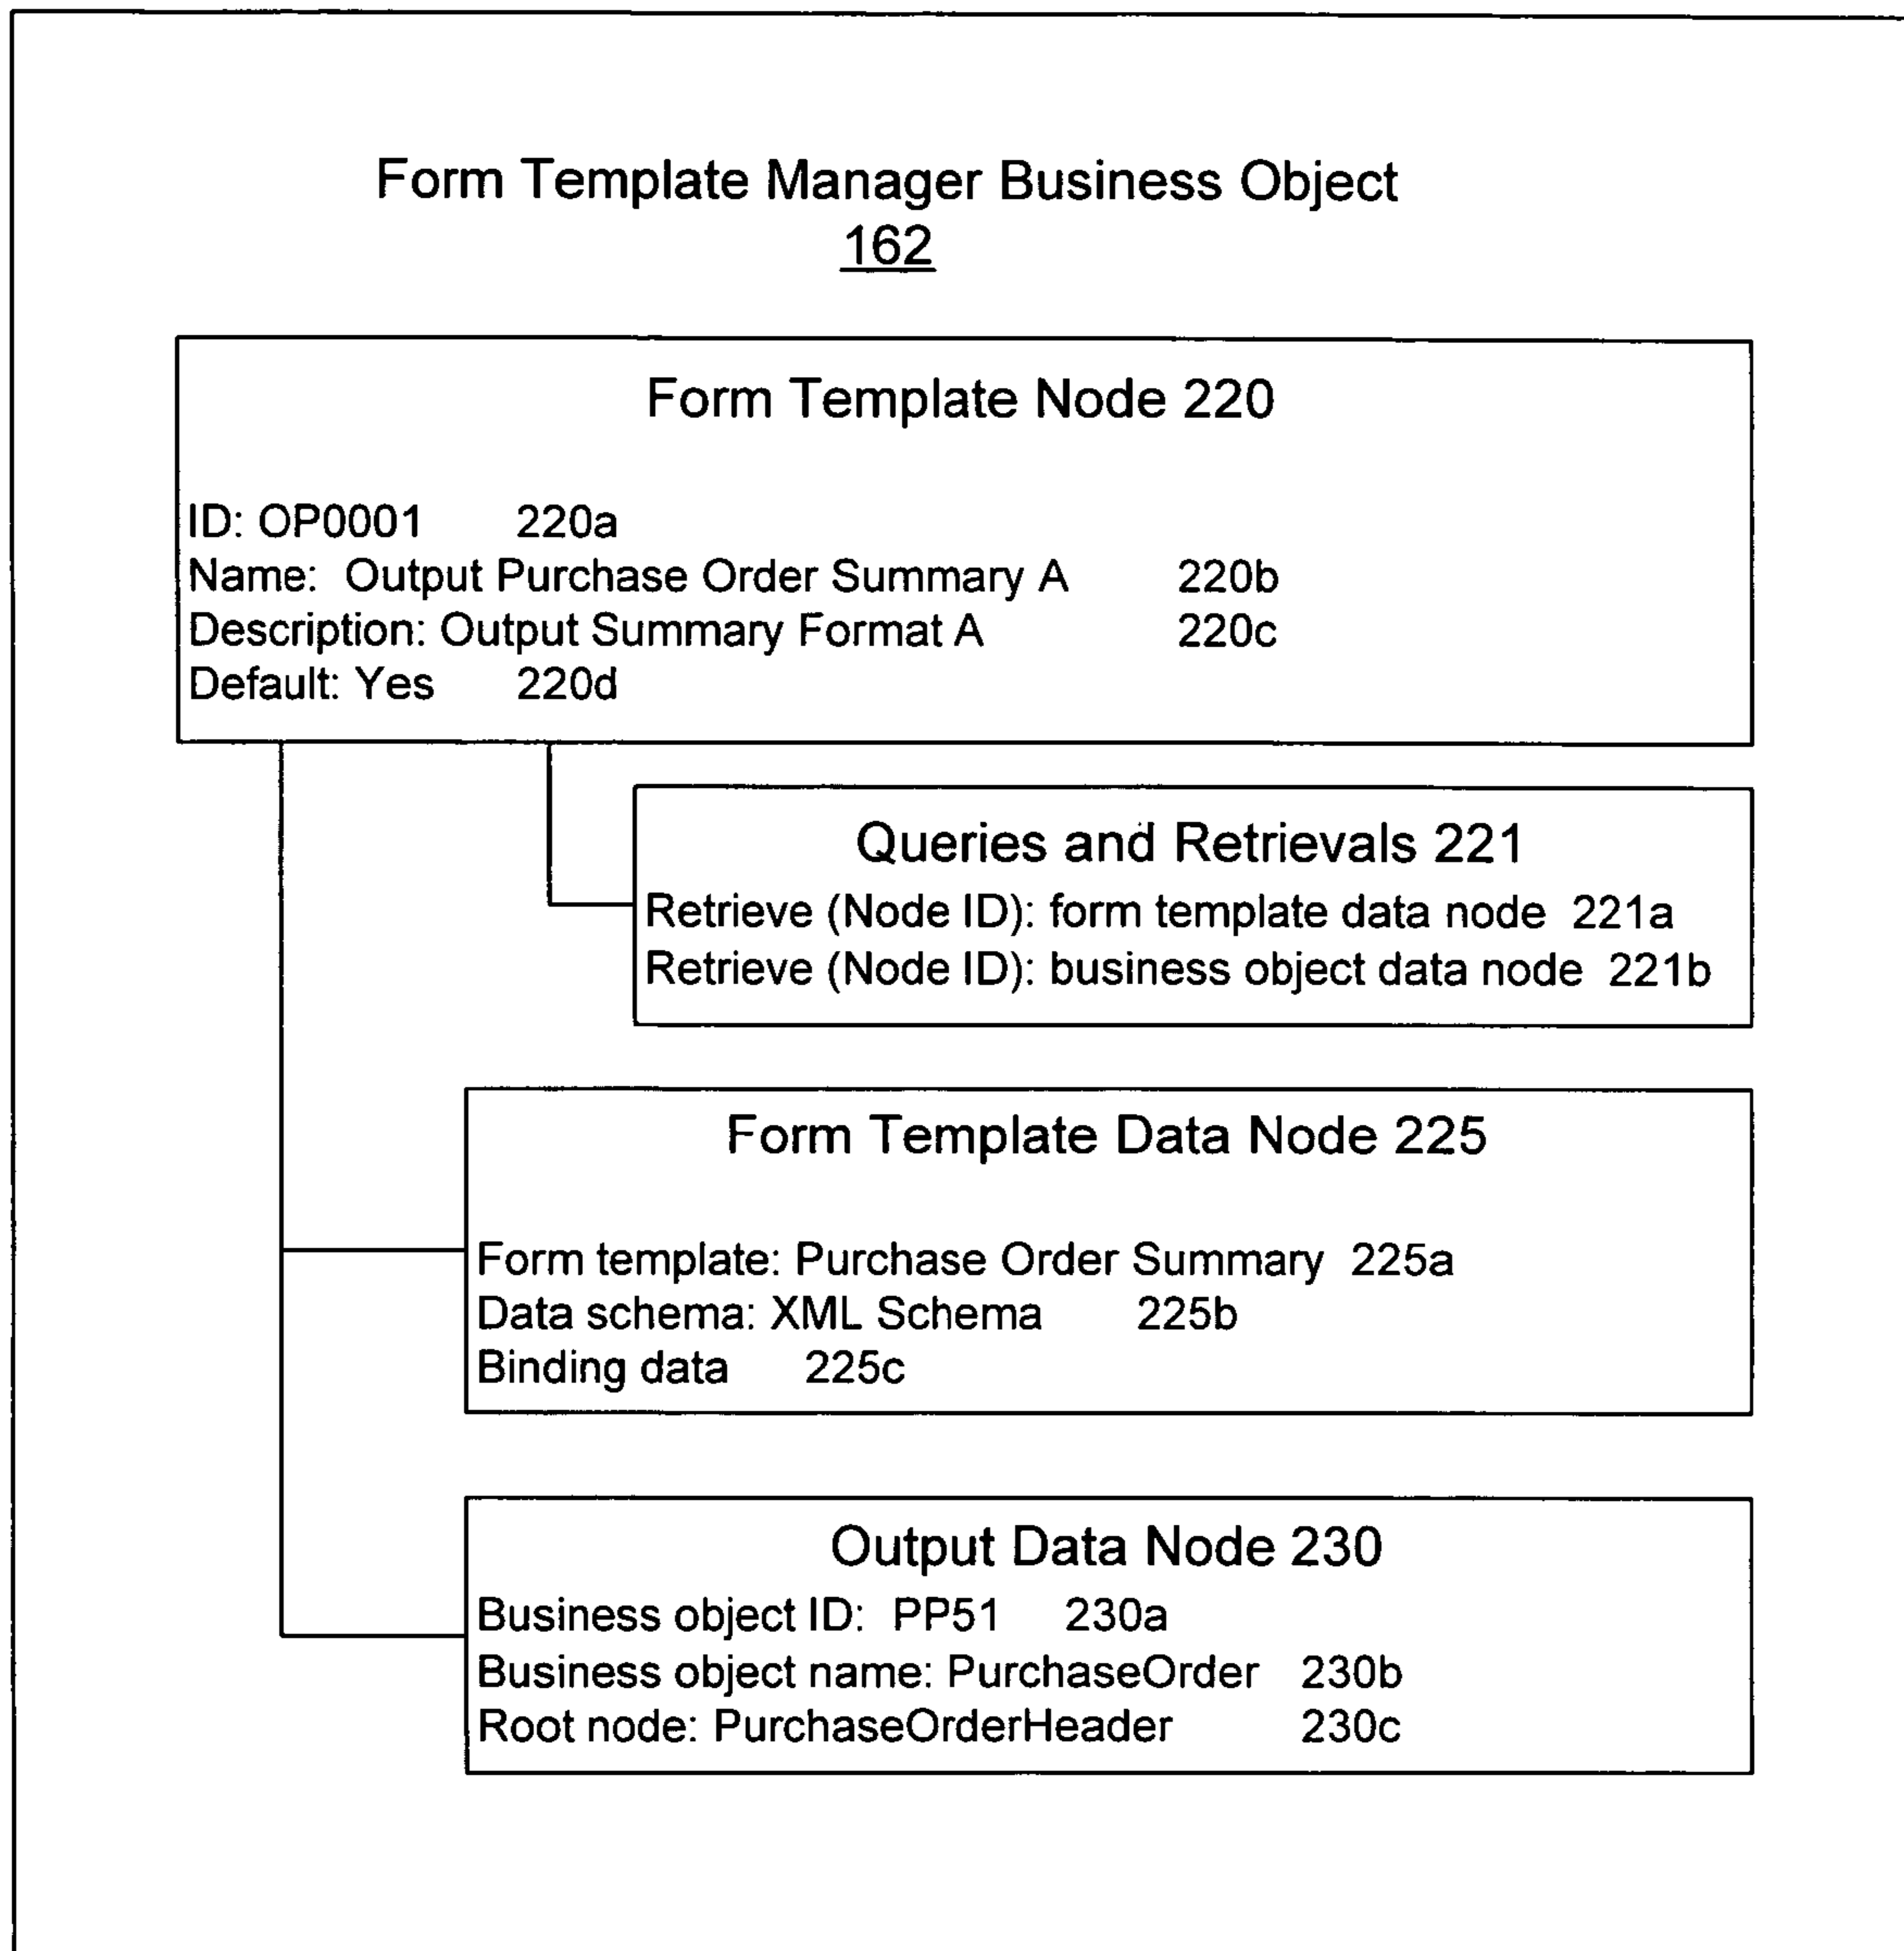 Form Template Manager Business Object
162
Form Template Node 220
ID: OP0001 220a
Name: Output Purchase Order Summary A 220b
Description: Output Summary Format A 220c
Default: Yes 220d
Queries and Retrievals 221
Retrieve (Node ID): form template data node 221a
Retrieve (Node ID): business object data node 221b
Form Template Data Node 225
Form template: Purchase Order Summary 225a
Data schema: XML Schema 225b
Binding data 225c
Output Data Node 230
Business object ID: PP51 230a
Business object name: PurchaseOrder 230b
Root node: PurchaseOrderHeader 230c